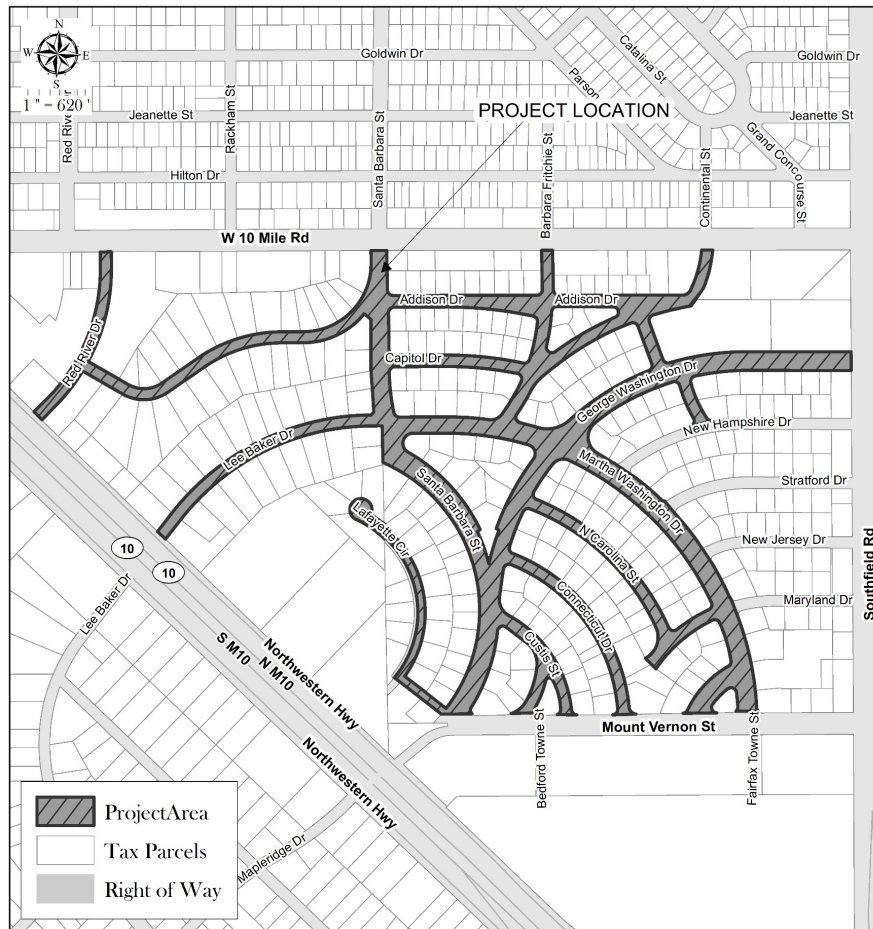 N
W E
S
1 " = 620 '
Goldwin Dr
Catalina St
Goldwin Dr
Parson
Red River
Rackham St
Santa Barbara St
PROJECT LOCATION
Jeanette St
Jeanette St
Barbara Fritchie St
Continental St
Grand Concourse St
Hilton Dr
W 10 Mile Rd
Addison Dr
Addison Dr
Red River Dr
Capitol Dr
George Washington Dr
New Hampshire Dr
Lee Baker Dr
Martha Washington Dr
Santa Barbara St
Stratford Dr
Lafayette Cir
N Carolina St
New Jersey Dr
10
10
Southfield Rd
Lee Baker Dr
Connecticut Dr
Maryland Dr
Custis St
S M10
N M10
Northwestern Hwy
Mount Vernon St
Bedford Towne St
Fairfax Towne St
Northwestern Hwy
Mapleridge Dr
ProjectArea
Tax Parcels
Right of Way